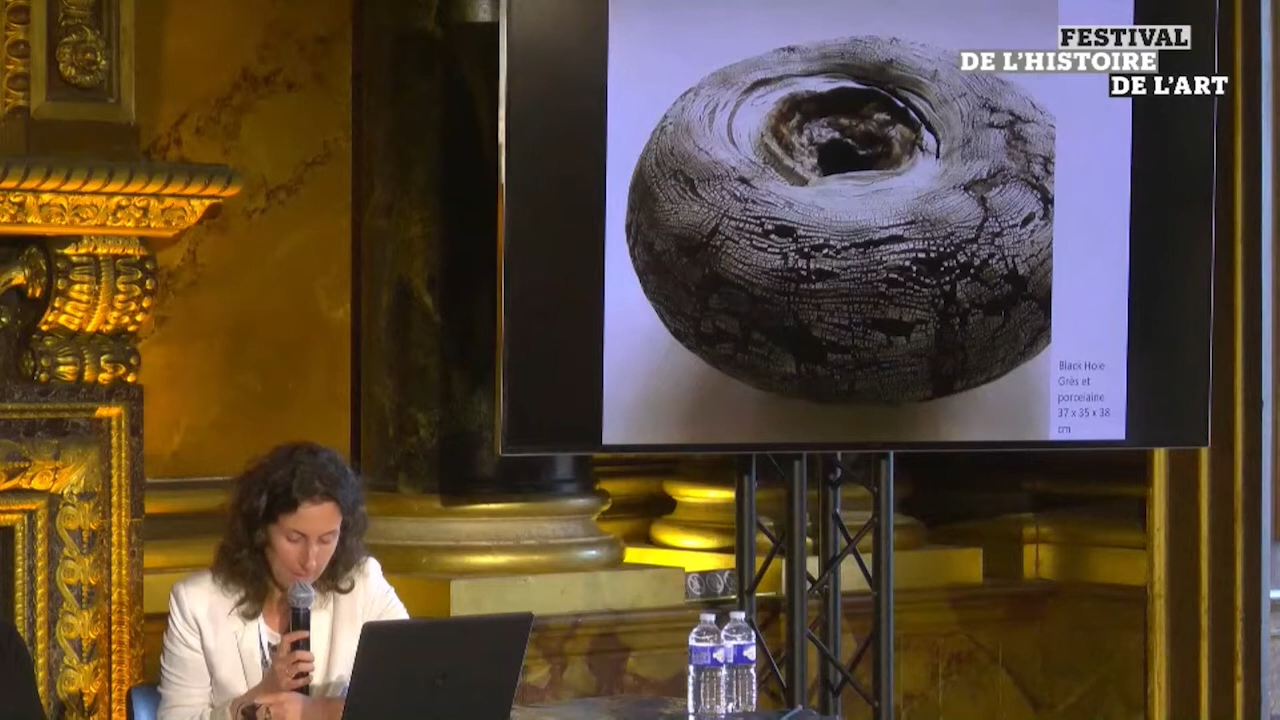 FESTIVAL
DE L'HISTOIRE
DE L'ART
Black Hole
Grès et
porcelaine
37 x 35 x 38
cm